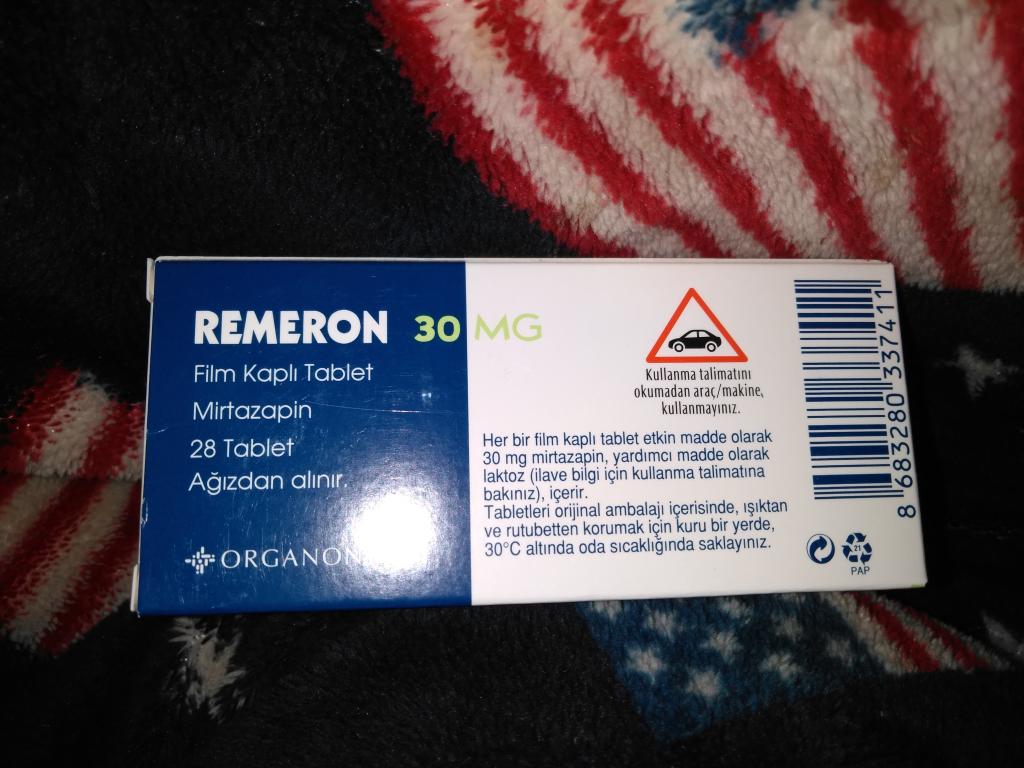 REMERON 30 MG
Film Kaplı Tablet
Mirtazapin
28 Tablet
Ağızdan alınır.
ORGANON
Kullanma talimatını
okumadan araç/makine,
kullanmayınız.
Her bir film kaplı tablet etkin madde olarak
30 mg mirtazapin, yardımcı madde olarak
laktoz (ilave bilgi için kullanma talimatına
bakınız), içerir.
Tabletleri orijinal ambalajı içerisinde, ışıktan
ve rutubetten korumak için kuru bir yerde,
30°C altında oda sıcaklığında saklayınız.
8 683280 337411
21
PAP